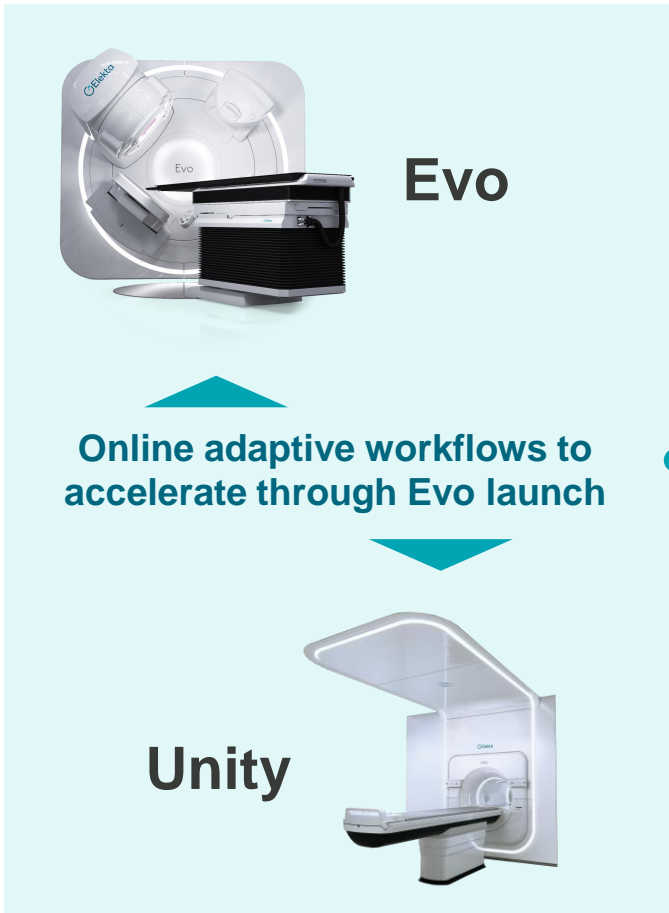 Elekta
Evo
Evo
Online adaptive workflows to
accelerate through Evo launch
Unity
Elekta